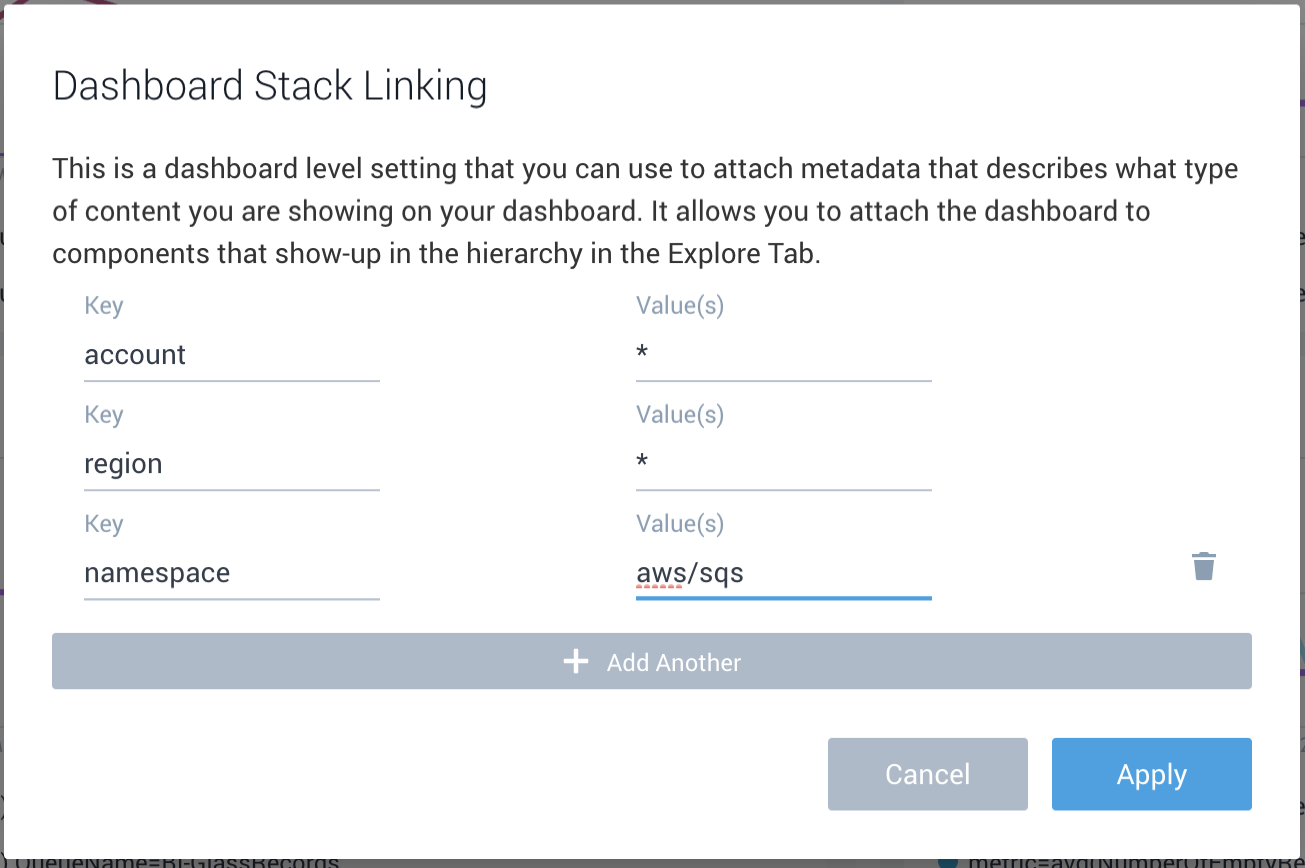 Dashboard Stack Linking
This is a dashboard level setting that you can use to attach metadata that describes what type
of content you are showing on your dashboard. It allows you to attach the dashboard to
components that show-up in the hierarchy in the Explore Tab.
Key Value(s)
account *
Key Value(s)
region *
Key Value(s)
namespace aws/sqs
+ Add Another
Cancel Apply